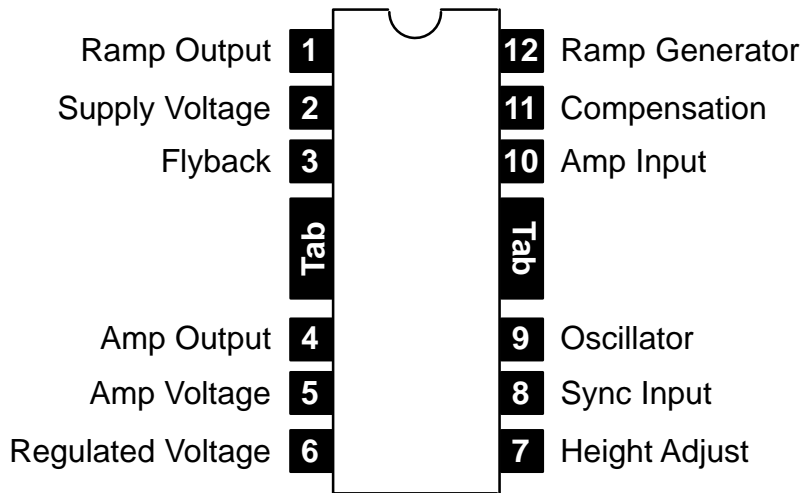 Ramp Output 1 12 Ramp Generator
Supply Voltage 2 11 Compensation
Flyback 3 10 Amp Input
Tab Tab
Amp Output 4 9 Oscillator
Amp Voltage 5 8 Sync Input
Regulated Voltage 6 7 Height Adjust